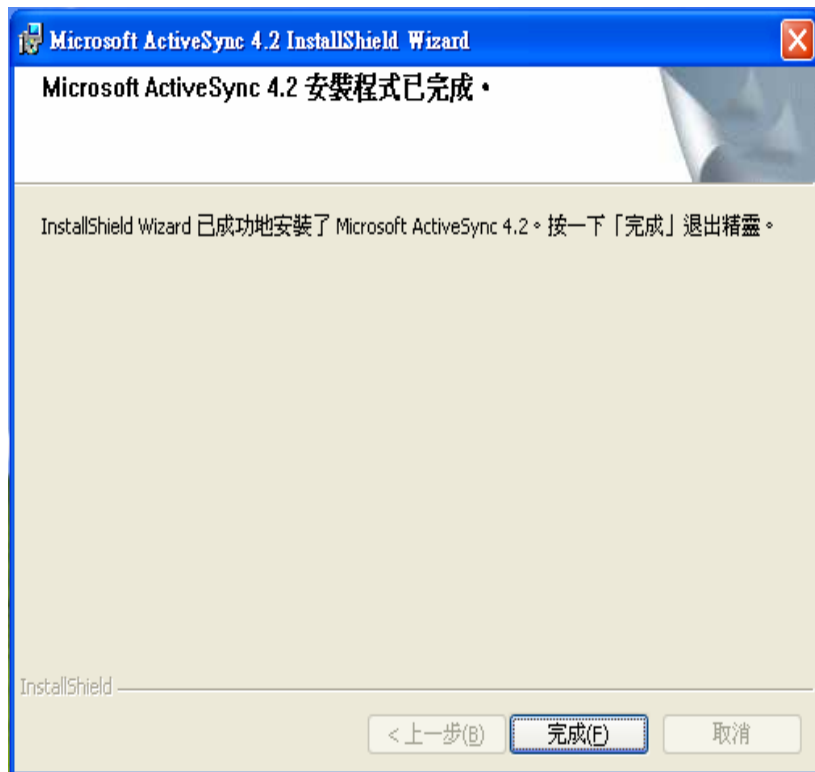 Microsoft ActiveSync 4.2 InstallShield Wizard
Microsoft ActiveSync 4.2 安裝程式已完成。
InstallShield Wizard 已成功地安裝了 Microsoft ActiveSync 4.2。按一下「完成」退出精靈。
InstallShield
< 上一步(B) 完成(F) 取消